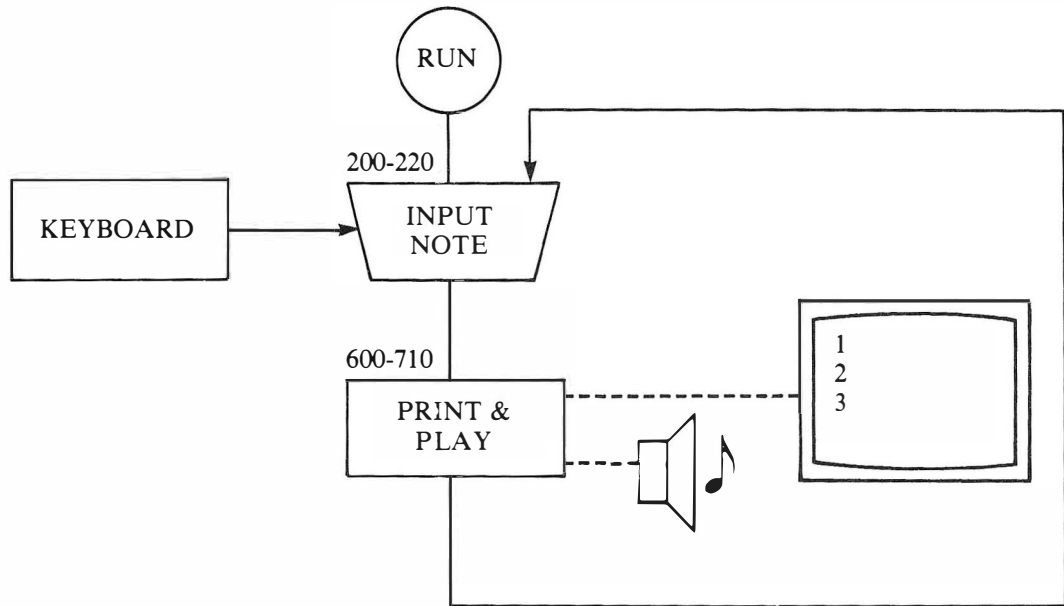 RUN
200-220
KEYBOARD
INPUT
NOTE
600-710
PRINT &
PLAY
1
2
3